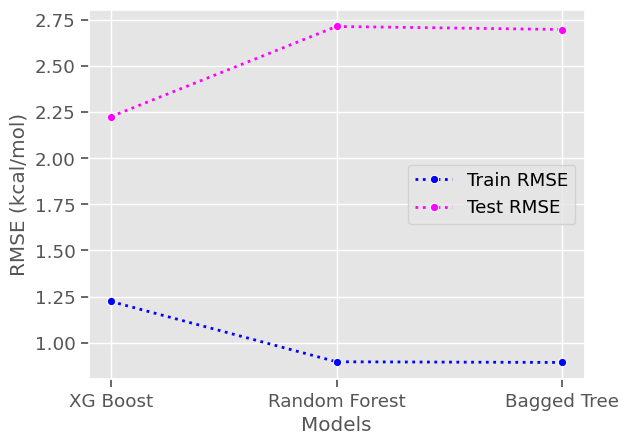 2.75
2.50
2.25
2.00
1.75
1.50
1.25
1.00
RMSE (kcal/mol)
Train RMSE
Test RMSE
XG Boost
Random Forest
Bagged Tree
Models